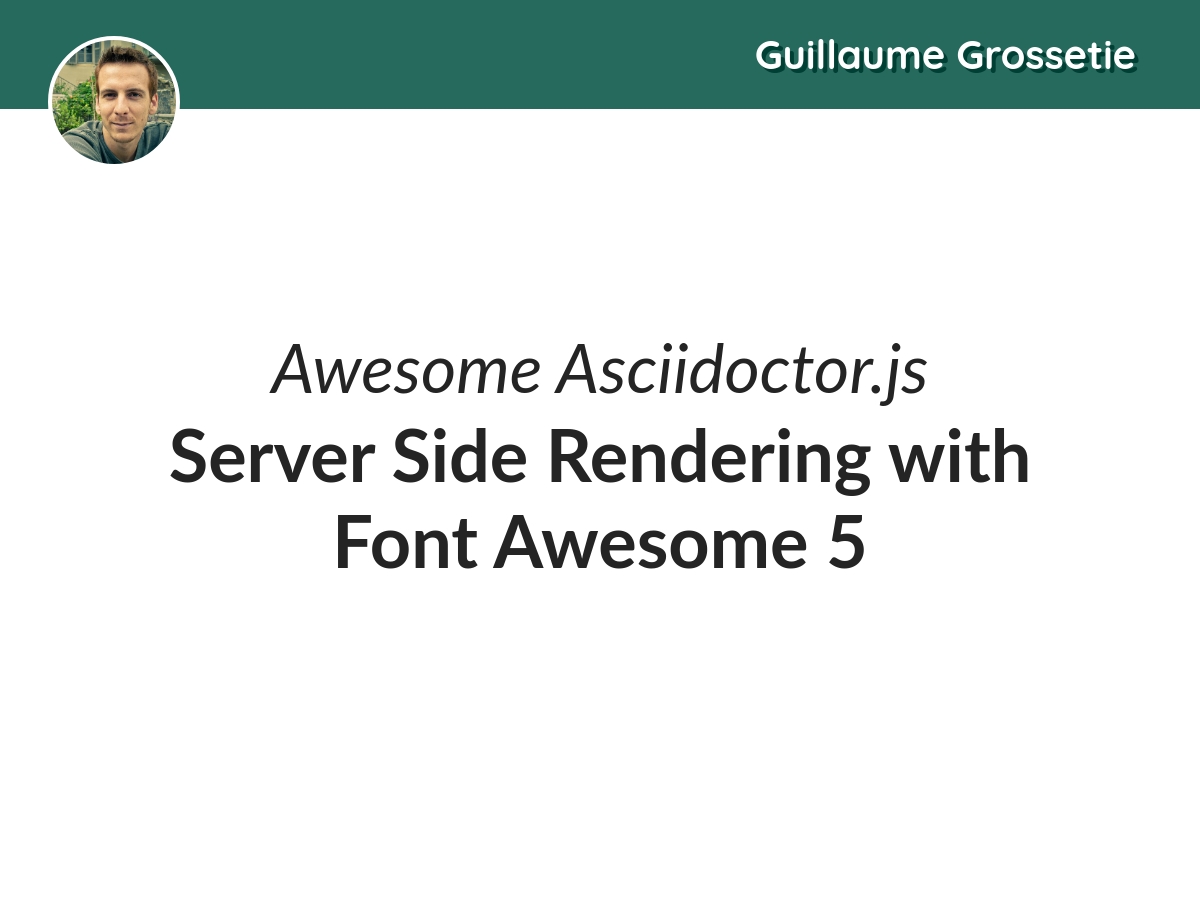 Guillaume Grossetie
Awesome Asciidoctor.js
Server Side Rendering with
Font Awesome 5